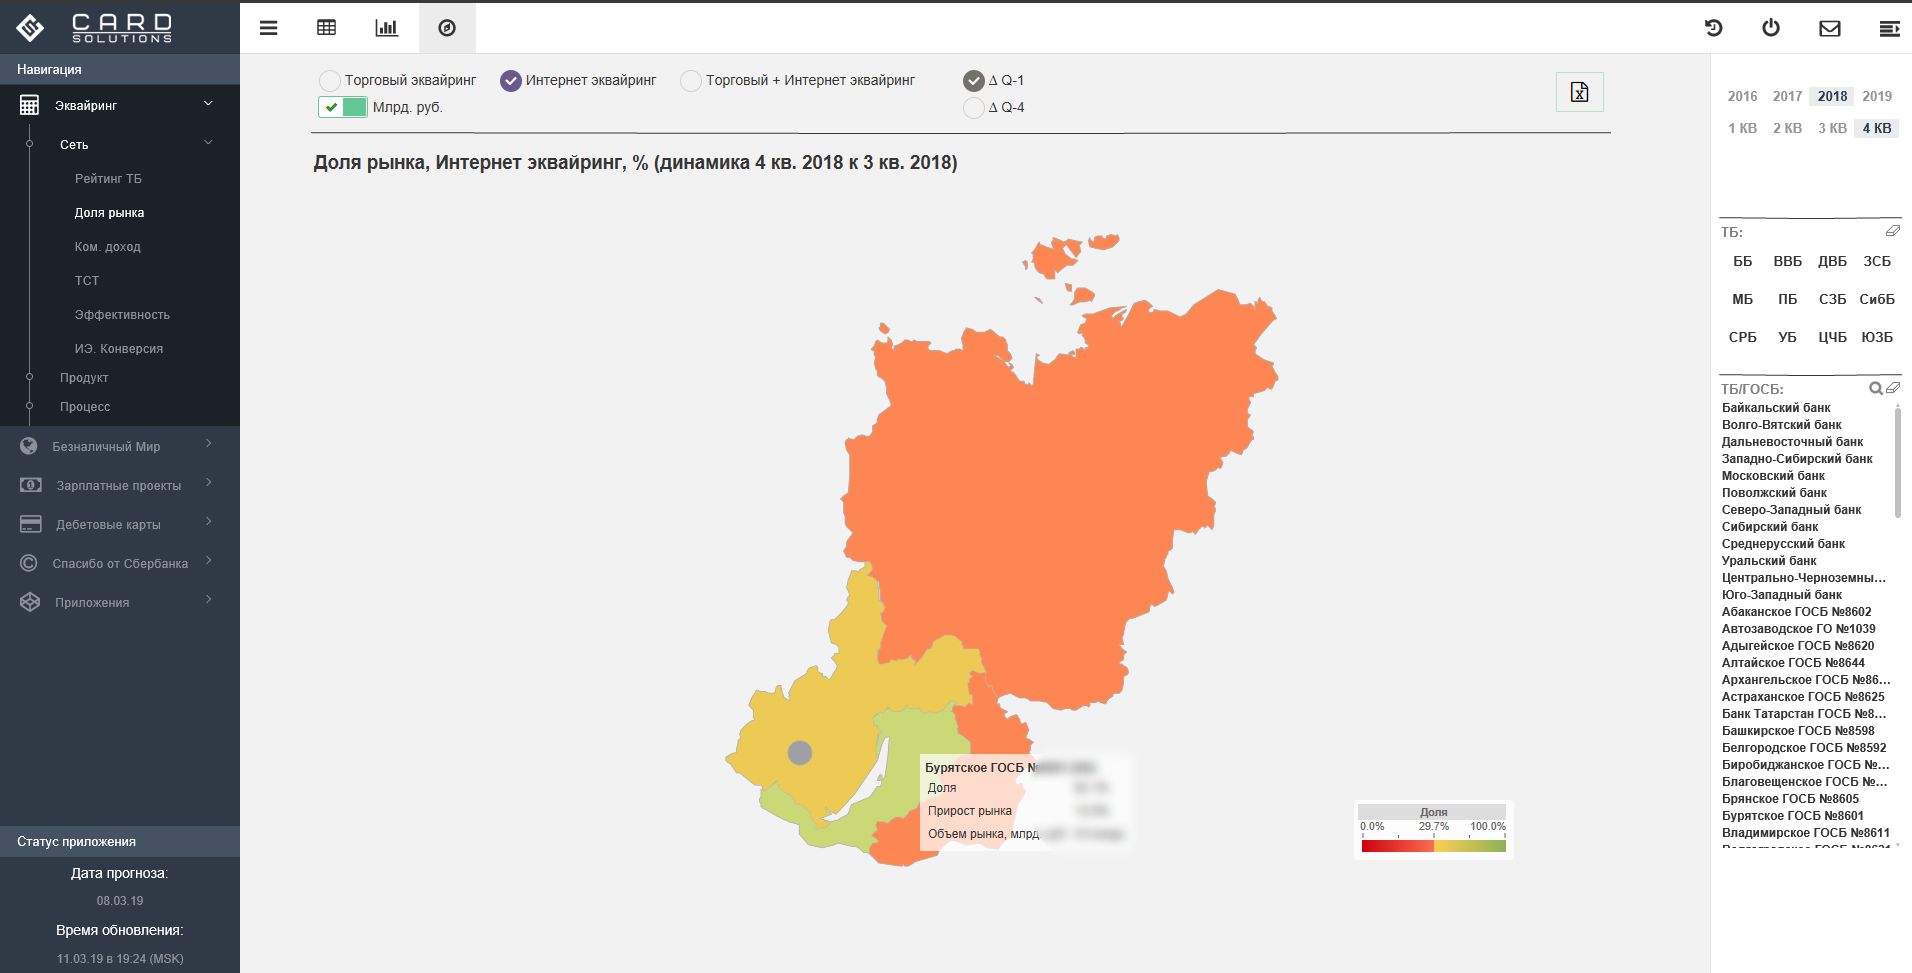 CARD
SOLUTIONS
Навигация
Эквайринг
Сеть
Рейтинг ТБ
Доля рынка
Ком. доход
ТСТ
Эффективность
ИЭ. Конверсия
Продукт
Процесс
Безналичный Мир
Зарплатные проекты
Дебетовые карты
Спасибо от Сбербанка
Приложения
Статус приложения
Дата прогноза:
08.03.19
Время обновления:
11.03.19 в 19:24 (MSK)
Торговый эквайринг Интернет эквайринг Торговый + Интернет эквайринг Δ Q-1
Млрд. руб. Δ Q-4
Доля рынка, Интернет эквайринг, % (динамика 4 кв. 2018 к 3 кв. 2018)
Бурятское ГОСБ
Доля
Прирост рынка
Объем рынка, млрд
Доля
0.0% 29.7% 100.0%
2016 2017 2018 2019
1 КВ 2 КВ 3 КВ 4 КВ
ТБ:
ББ ВВБ ДВБ ЗСБ
МБ ПБ СЗБ СибБ
СРБ УБ ЦЧБ ЮЗБ
ТБ/ГОСБ:
Байкальский банк
Волго-Вятский банк
Дальневосточный банк
Западно-Сибирский банк
Московский банк
Поволжский банк
Северо-Западный банк
Сибирский банк
Среднерусский банк
Уральский банк
Центрально-Черноземны...
Юго-Западный банк
Абаканское ГОСБ №8602
Автозаводское ГО №1039
Адыгейское ГОСБ №8620
Алтайское ГОСБ №8644
Архангельское ГОСБ №86...
Астраханское ГОСБ №8625
Банк Татарстан ГОСБ №8...
Башкирское ГОСБ №8598
Белгородское ГОСБ №8592
Биробиджанское ГОСБ №...
Благовещенское ГОСБ №...
Брянское ГОСБ №8605
Бурятское ГОСБ №8601
Владимирское ГОСБ №8611